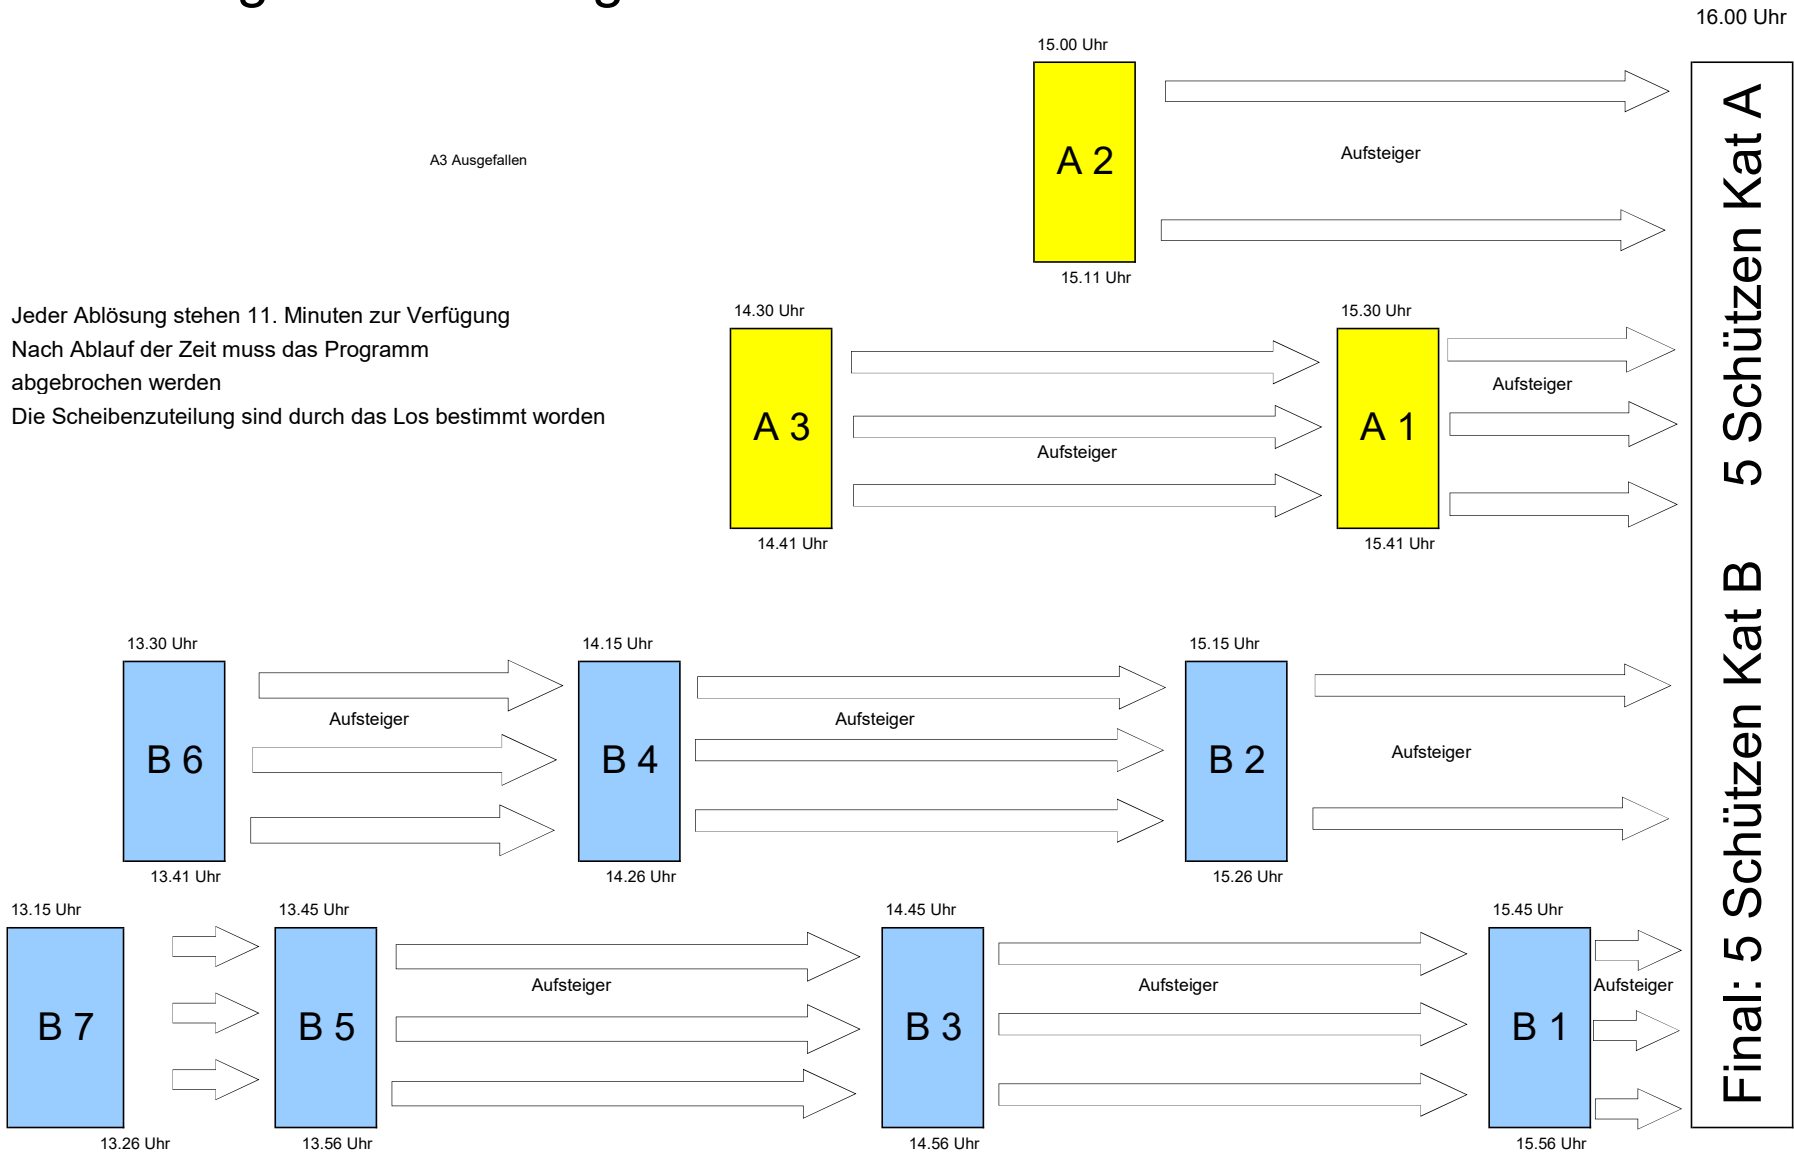 16.00 Uhr
15.00 Uhr
A 2
Aufsteiger
A3 Ausgefallen
15.11 Uhr
Jeder Ablösung stehen 11. Minuten zur Verfügung
Nach Ablauf der Zeit muss das Programm
abgebrochen werden
Die Scheibenzuteilung sind durch das Los bestimmt worden
14.30 Uhr
A 3
Aufsteiger
14.41 Uhr
15.30 Uhr
A 1
Aufsteiger
15.41 Uhr
13.30 Uhr
B 6
Aufsteiger
13.41 Uhr
14.15 Uhr
B 4
Aufsteiger
14.26 Uhr
15.15 Uhr
B 2
Aufsteiger
15.26 Uhr
13.15 Uhr
B 7
13.26 Uhr
13.45 Uhr
B 5
Aufsteiger
13.56 Uhr
14.45 Uhr
B 3
Aufsteiger
14.56 Uhr
15.45 Uhr
B 1
Aufsteiger
15.56 Uhr
Final: 5 Schützen Kat B 5 Schützen Kat A